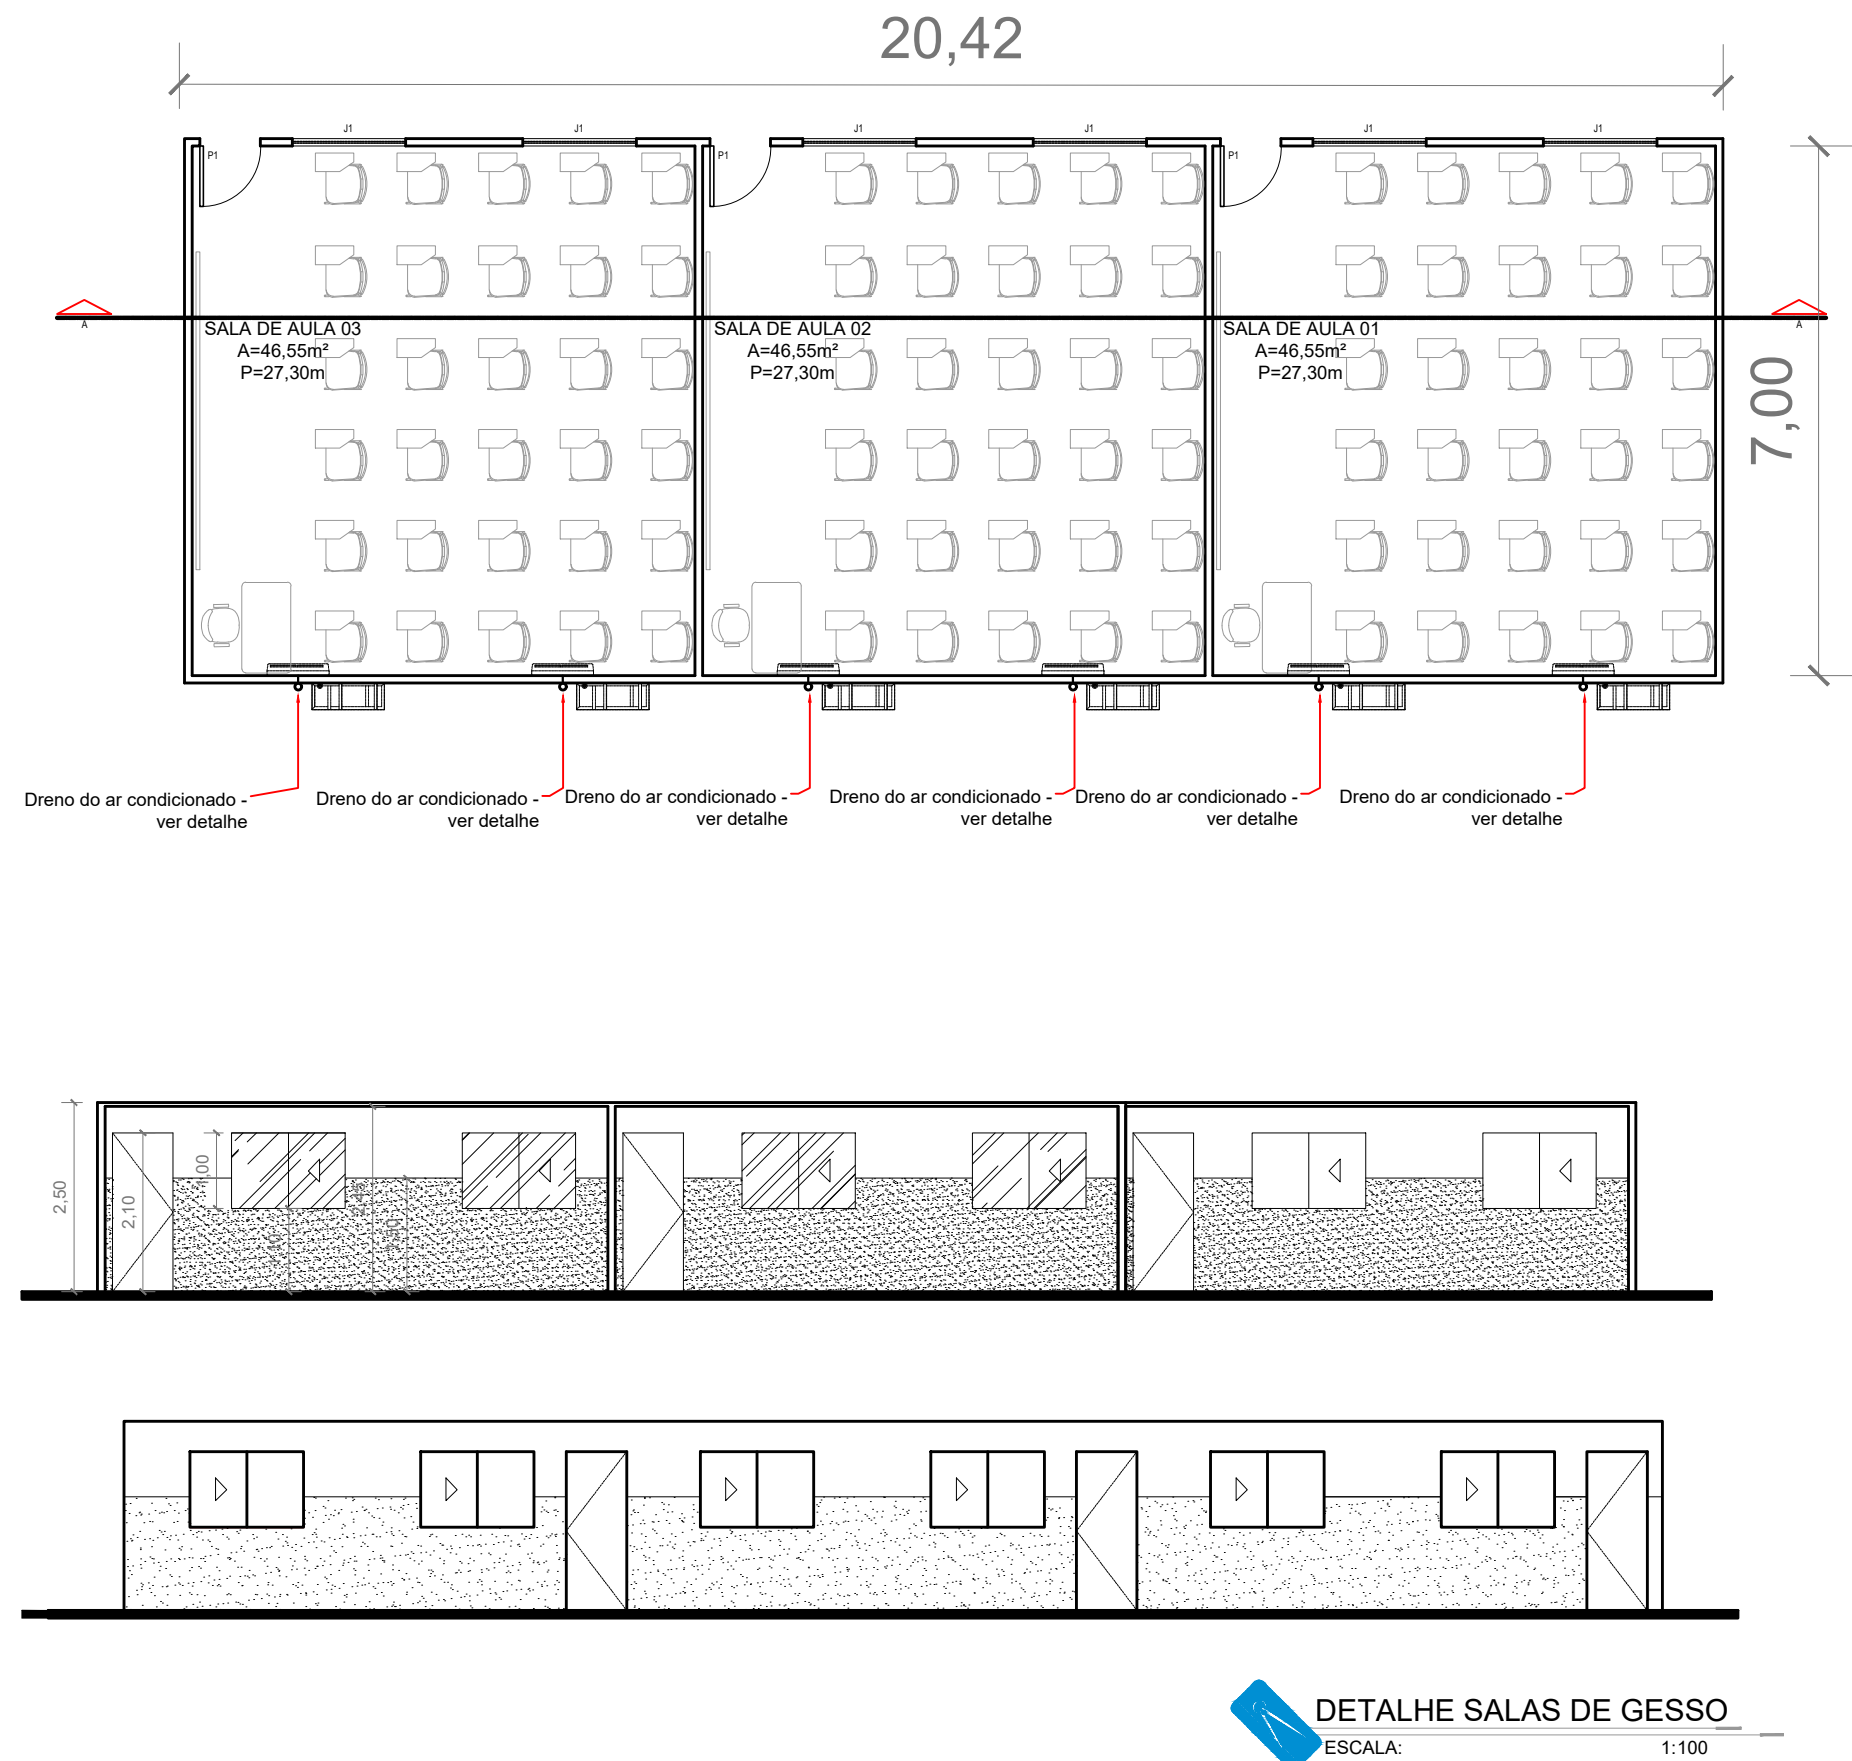 20,42
J1
J1
J1
J1
J1
J1
P1
P1
P1
A
A
SALA DE AULA 03
A=46,55m²
P=27,30m
SALA DE AULA 02
A=46,55m²
P=27,30m
SALA DE AULA 01
A=46,55m²
P=27,30m
7,00
Dreno do ar condicionado -
ver detalhe
Dreno do ar condicionado -
ver detalhe
Dreno do ar condicionado -
ver detalhe
Dreno do ar condicionado -
ver detalhe
Dreno do ar condicionado -
ver detalhe
Dreno do ar condicionado -
ver detalhe
2,50
2,10
1,00
DETALHE SALAS DE GESSO
ESCALA:
1:100